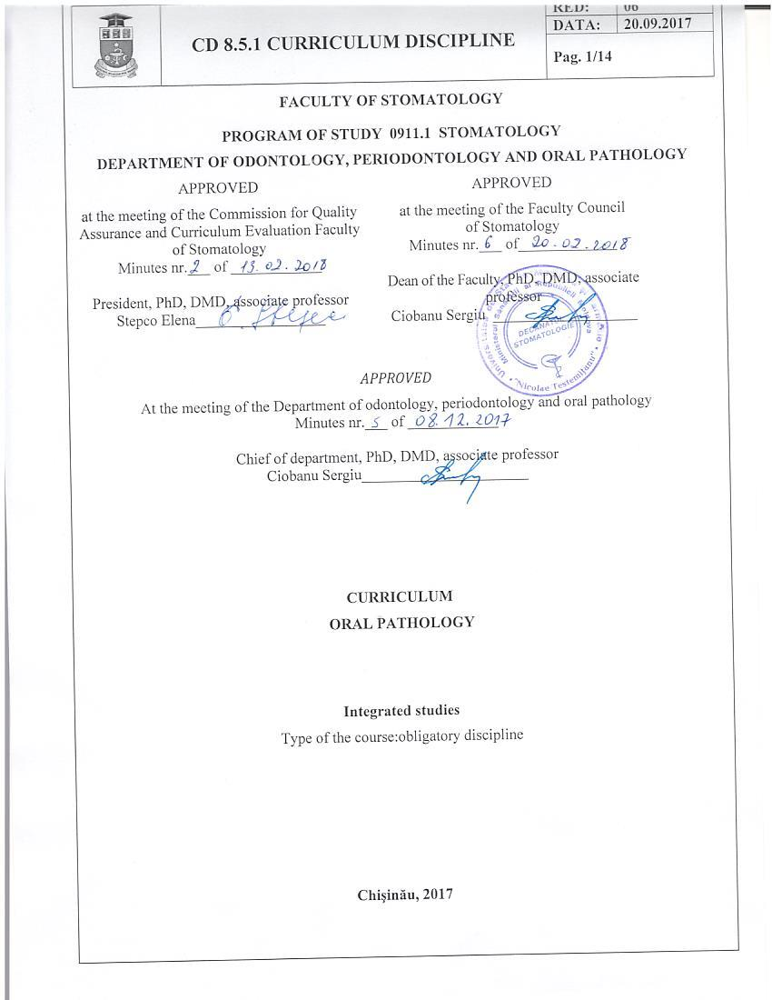 RED: 06
CD 8.5.1 CURRICULUM DISCIPLINE
DATA: 20.09.2017
Pag. 1/14
FACULTY OF STOMATOLOGY
PROGRAM OF STUDY 0911.1 STOMATOLOGY
DEPARTMENT OF ODONTOLOGY, PERIODONTOLOGY AND ORAL PATHOLOGY
APPROVED
at the meeting of the Commission for Quality
Assurance and Curriculum Evaluation Faculty
of Stomatology
Minutes nr. 2 of 13.02.2018
President, PhD, DMD, associate professor
Stepco Elena
APPROVED
at the meeting of the Faculty Council
of Stomatology
Minutes nr. 6 of 20.02.2018
Dean of the Faculty, PhD, DMD, associate
professor
Ciobanu Sergiu
DECANATUL
STOMATOLOGIE
"Nicolae Testemiţanu"
APPROVED
At the meeting of the Department of odontology, periodontology and oral pathology
Minutes nr. 5 of 08.12.2017
Chief of department, PhD, DMD, associate professor
Ciobanu Sergiu
CURRICULUM
ORAL PATHOLOGY
Integrated studies
Type of the course:obligatory discipline
Chişinău, 2017